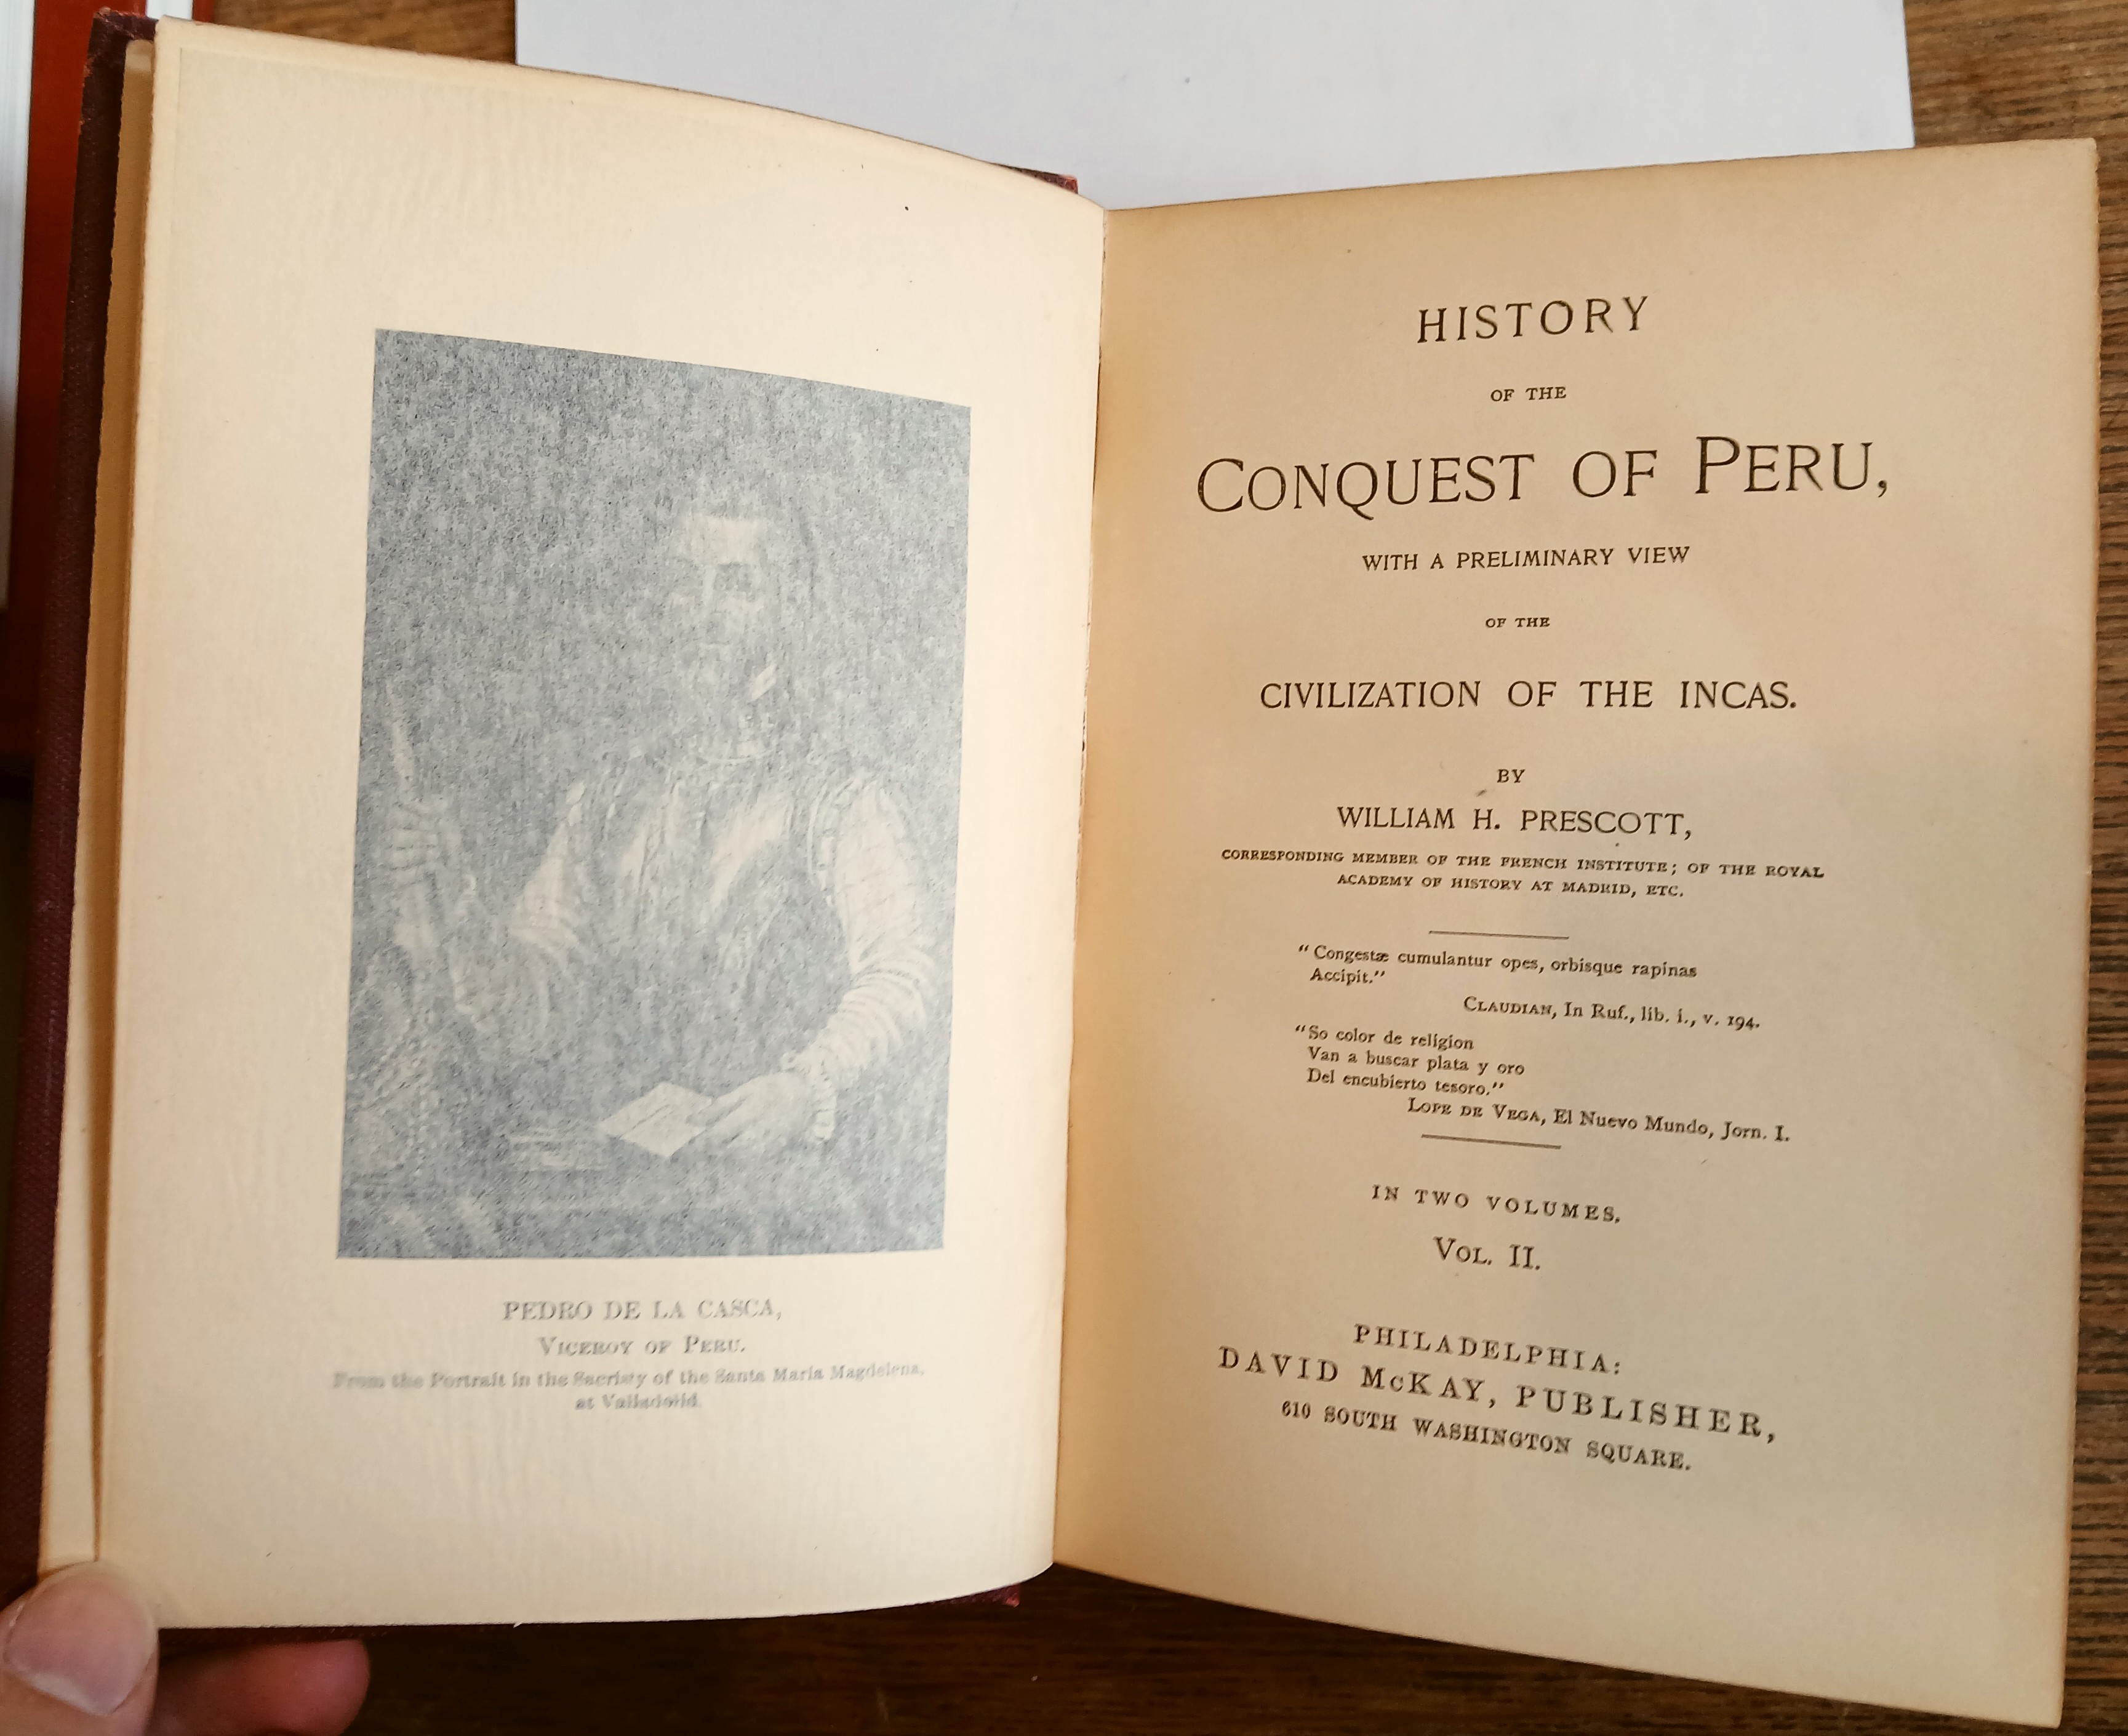 PEDRO DE LA CASCA,
VICEROY OF PERU.
From the Portrait in the Sacristy of the Santa Maria Magdelena,
at Valladolid.
HISTORY
OF THE
CONQUEST OF PERU,
WITH A PRELIMINARY VIEW
OF THE
CIVILIZATION OF THE INCAS.
BY
WILLIAM H. PRESCOTT,
CORRESPONDING MEMBER OF THE FRENCH INSTITUTE; OF THE ROYAL
ACADEMY OF HISTORY AT MADRID, ETC.
“Congestæ cumulantur opes, orbisque rapinas
Accipit.”
CLAUDIAN, In Ruf., lib. i., v. 194.
“So color de religion
Van a buscar plata y oro
Del encubierto tesoro.”
LOPE DE VEGA, El Nuevo Mundo, Jorn. I.
IN TWO VOLUMES.
VOL. II.
PHILADELPHIA:
DAVID McKAY, PUBLISHER,
610 SOUTH WASHINGTON SQUARE.